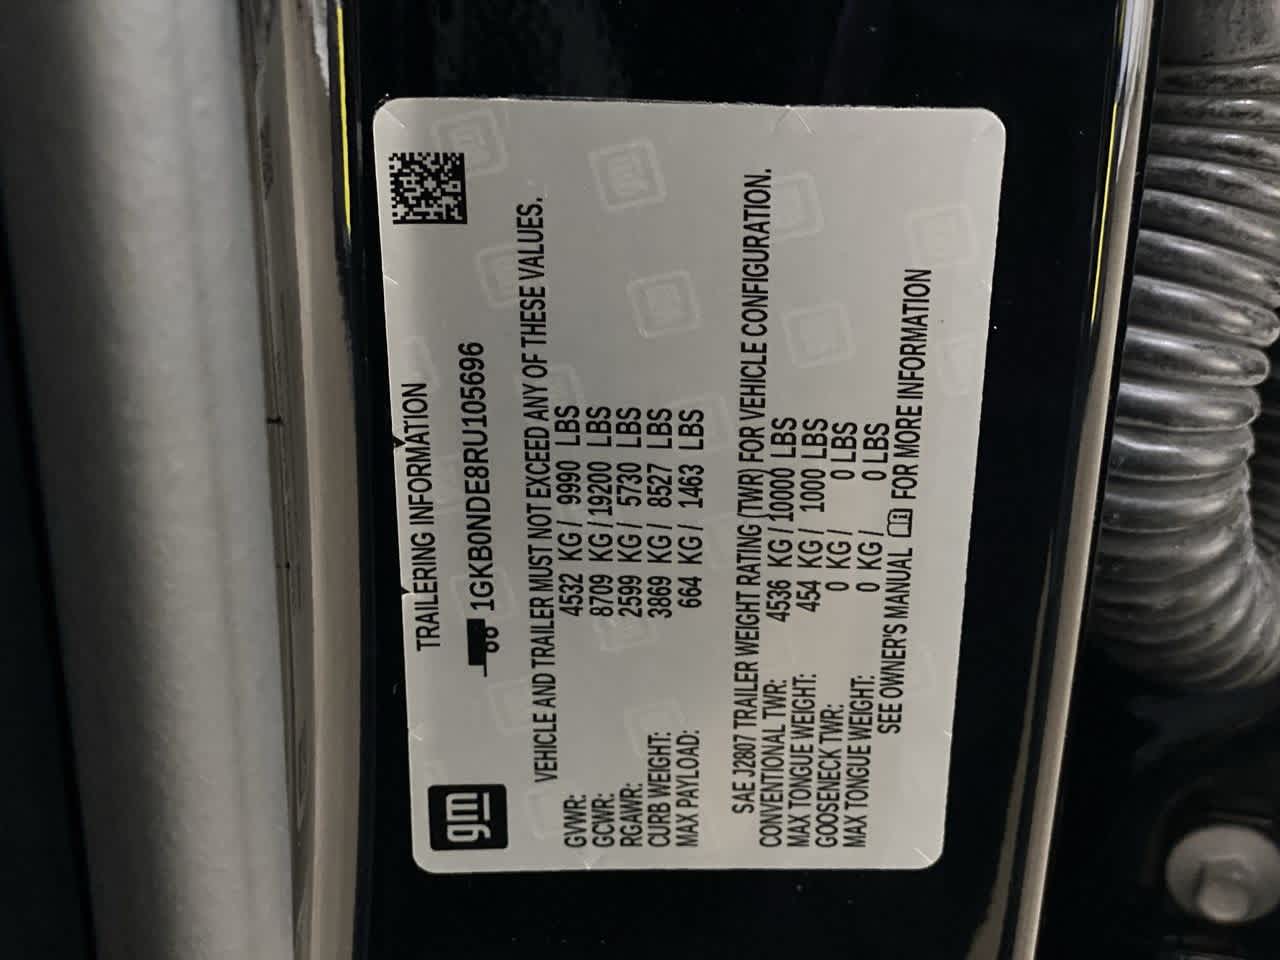 TRAILERING INFORMATION
gm
1GKB0NDE8RU105696
VEHICLE AND TRAILER MUST NOT EXCEED ANY OF THESE VALUES.
GVWR: 4532 KG / 9990 LBS
GCWR: 8709 KG / 19200 LBS
RGAWR: 2599 KG / 5730 LBS
CURB WEIGHT: 3869 KG / 8527 LBS
MAX PAYLOAD: 664 KG / 1463 LBS
SAE J2807 TRAILER WEIGHT RATING (TWR) FOR VEHICLE CONFIGURATION.
CONVENTIONAL TWR: 4536 KG / 10000 LBS
MAX TONGUE WEIGHT: 454 KG / 1000 LBS
GOOSENECK TWR: 0 KG / 0 LBS
MAX TONGUE WEIGHT: 0 KG / 0 LBS
SEE OWNER'S MANUAL FOR MORE INFORMATION